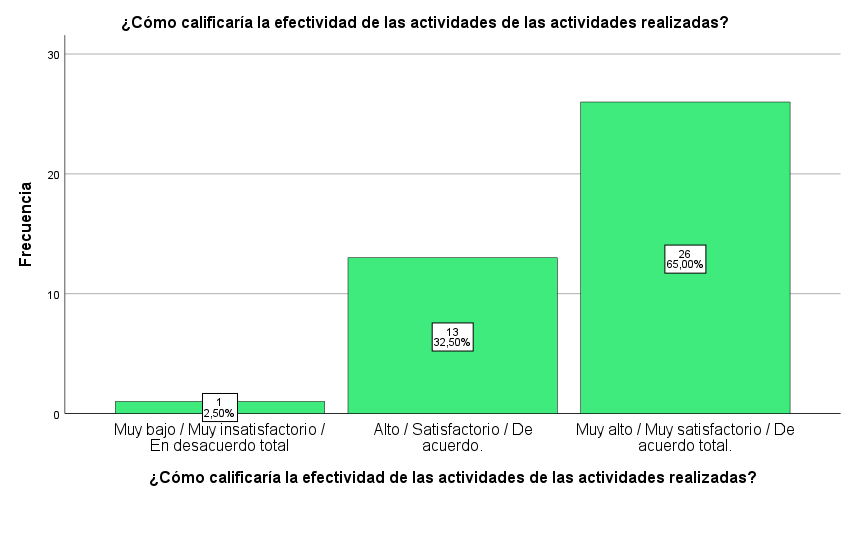 ¿Cómo calificaría la efectividad de las actividades de las actividades realizadas?
30
20
10
0
Frecuencia
1
2,50%
13
32,50%
26
65,00%
Muy bajo / Muy insatisfactorio /
En desacuerdo total
Alto / Satisfactorio / De
acuerdo.
Muy alto / Muy satisfactorio / De
acuerdo total.
¿Cómo calificaría la efectividad de las actividades de las actividades realizadas?